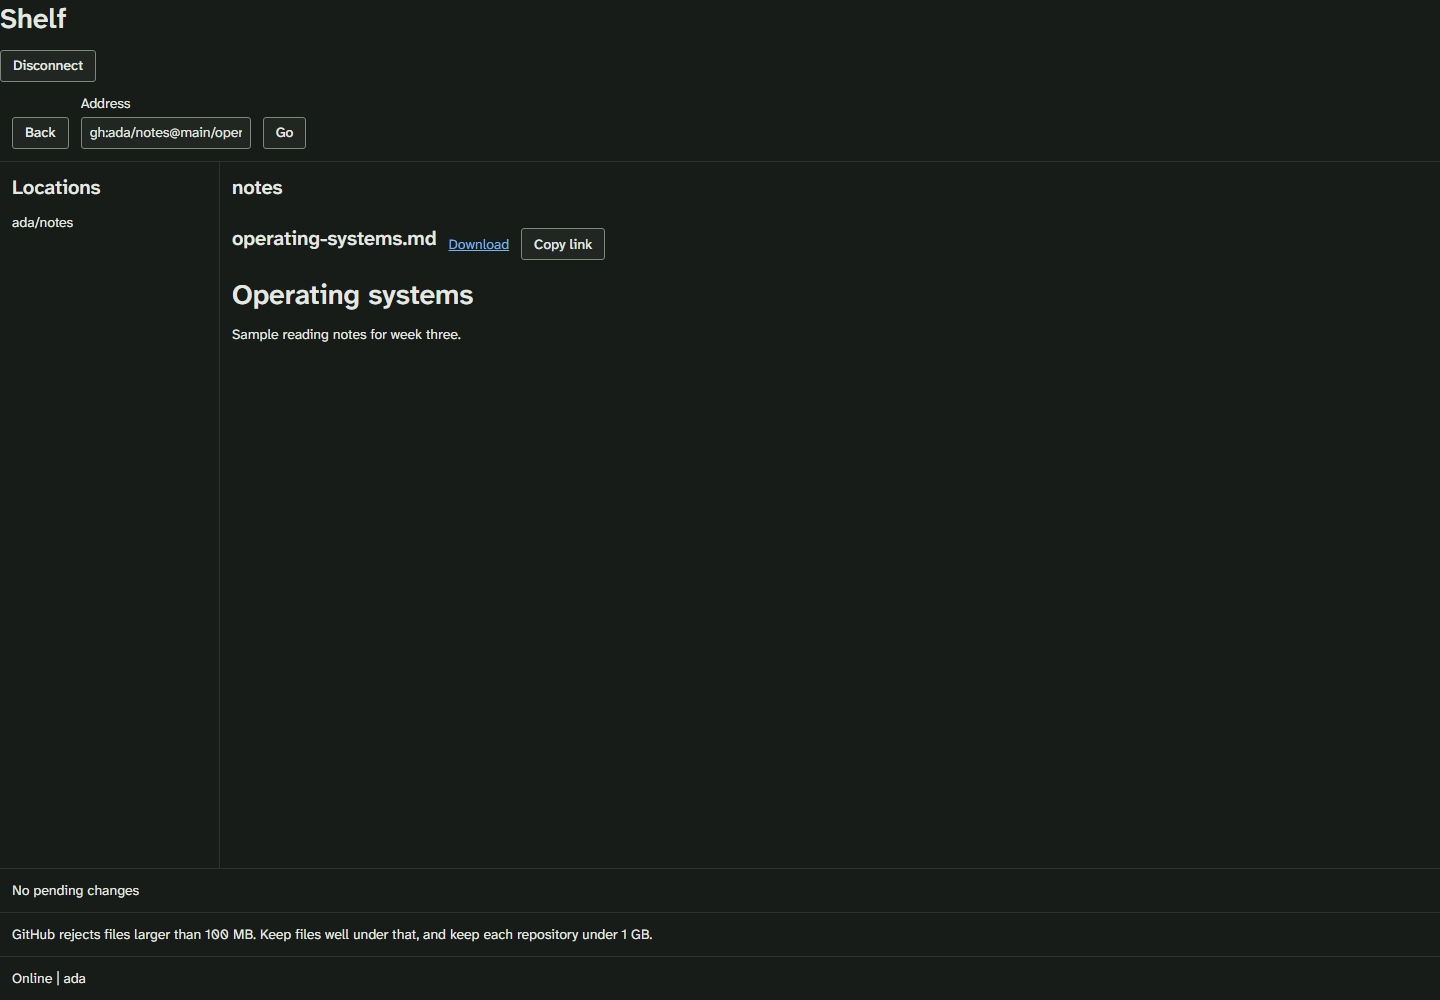 Shelf
Disconnect
Address
Back
gh:ada/notes@main/oper
Go
Locations
ada/notes
notes
operating-systems.md
Download
Copy link
Operating systems
Sample reading notes for week three.
No pending changes
GitHub rejects files larger than 100 MB. Keep files well under that, and keep each repository under 1 GB.
Online | ada